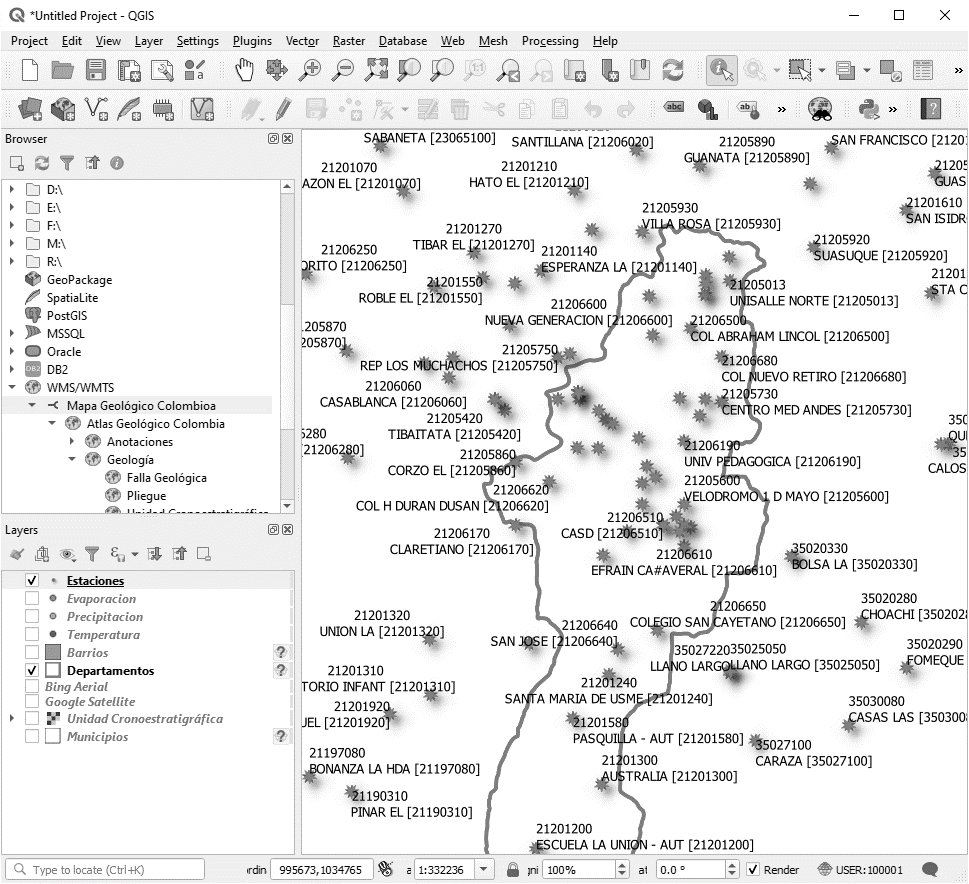 *Untitled Project - QGIS
Project Edit View Layer Settings Plugins Vector Raster Database Web Mesh Processing Help
Browser
D:\
E:\
F:\
M:\
R:\
GeoPackage
SpatiaLite
PostGIS
MSSQL
Oracle
DB2
WMS/WMTS
Mapa Geológico Colombioa
Atlas Geológico Colombia
Anotaciones
Geología
Falla Geológica
Pliegue
Unidad Cronoestratigráfica
Layers
Estaciones
Evaporacion
Precipitacion
Temperatura
Barrios
Departamentos
Bing Aerial
Google Satellite
Unidad Cronoestratigráfica
Municipios
SABANETA [23065100]
SANTILLANA [21206020]
21205890
GUANATA [21205890]
SAN FRANCISCO [2120
21201070
AZON EL [21201070]
21201210
HATO EL [21201210]
2120
GUAS
21201610
SAN ISIDR
21205930
VILLA ROSA [21205930]
21201270
TIBAR EL [21201270]
21205920
SUASUQUE [21205920]
21206250
ORITO [21206250]
21201140
ESPERANZA LA [21201140]
21201
STA C
21201550
ROBLE EL [21201550]
21205013
UNISALLE NORTE [21205013]
21206600
NUEVA GENERACION [21206600]
21206500
COL ABRAHAM LINCOL [21206500]
1205870
05870]
21205750
REP LOS MUCHACHOS [21205750]
21206680
COL NUEVO RETIRO [21206680]
21206060
CASABLANCA [21206060]
21205730
CENTRO MED ANDES [21205730]
21205420
TIBAITATA [21205420]
6280
[21206280]
350
QU
35
CALOS
21206190
UNIV PEDAGOGICA [21206190]
21205860
CORZO EL [21205860]
21205600
VELODROMO 1 D MAYO [21205600]
21206620
COL H DURAN DUSAN [21206620]
21206510
CASD [21206510]
21206170
CLARETIANO [21206170]
21206610
EFRAIN CA#AVERAL [21206610]
35020330
BOLSA LA [35020330]
35020280
CHOACHI [350202
21206650
COLEGIO SAN CAYETANO [21206650]
21201320
UNION LA [21201320]
21206640
SAN JOSE [21206640]
35020290
FOMEQUE
35027220
LLANO LARGO
35025050
LLANO LARGO [35025050]
21201310
TORIO INFANT [21201310]
21201240
SANTA MARIA DE USME [21201240]
21201920
UEL [21201920]
35030080
CASAS LAS [350300
21201580
PASQUILLA - AUT [21201580]
35027100
CARAZA [35027100]
21197080
BONANZA LA HDA [21197080]
21201300
AUSTRALIA [21201300]
21190310
PINAR EL [21190310]
21201200
ESCUELA LA UNION - AUT [21201200]
Type to locate (Ctrl+K) ordin 995673,1034765 a 1:332236 gni 100% at 0.0 ° Render USER:100001